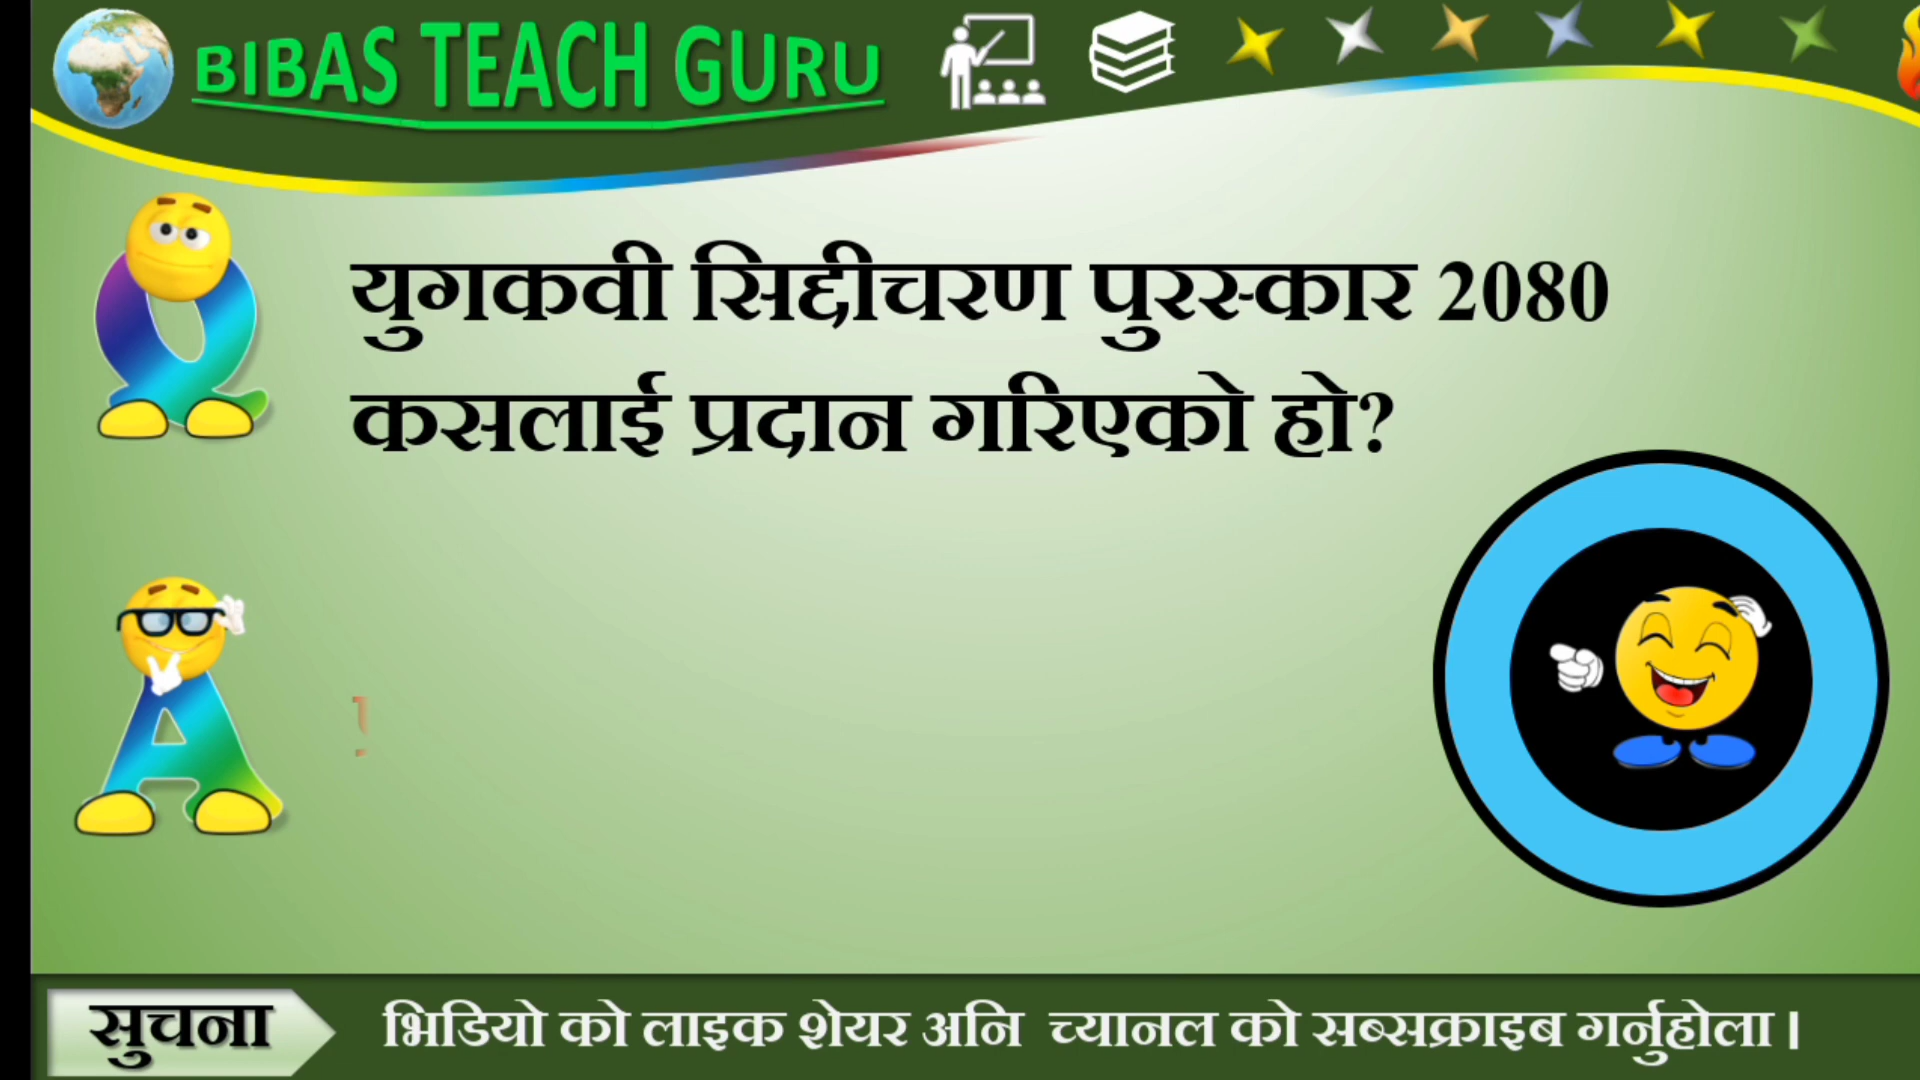 BIBAS TEACH GURU
युगकवी सिद्दीचरण पुरस्कार 2080
कसलाई प्रदान गरिएको हो?
सुचना
भिडियो को लाइक शेयर अनि च्यानल को सब्सक्राइब गर्नुहोला।